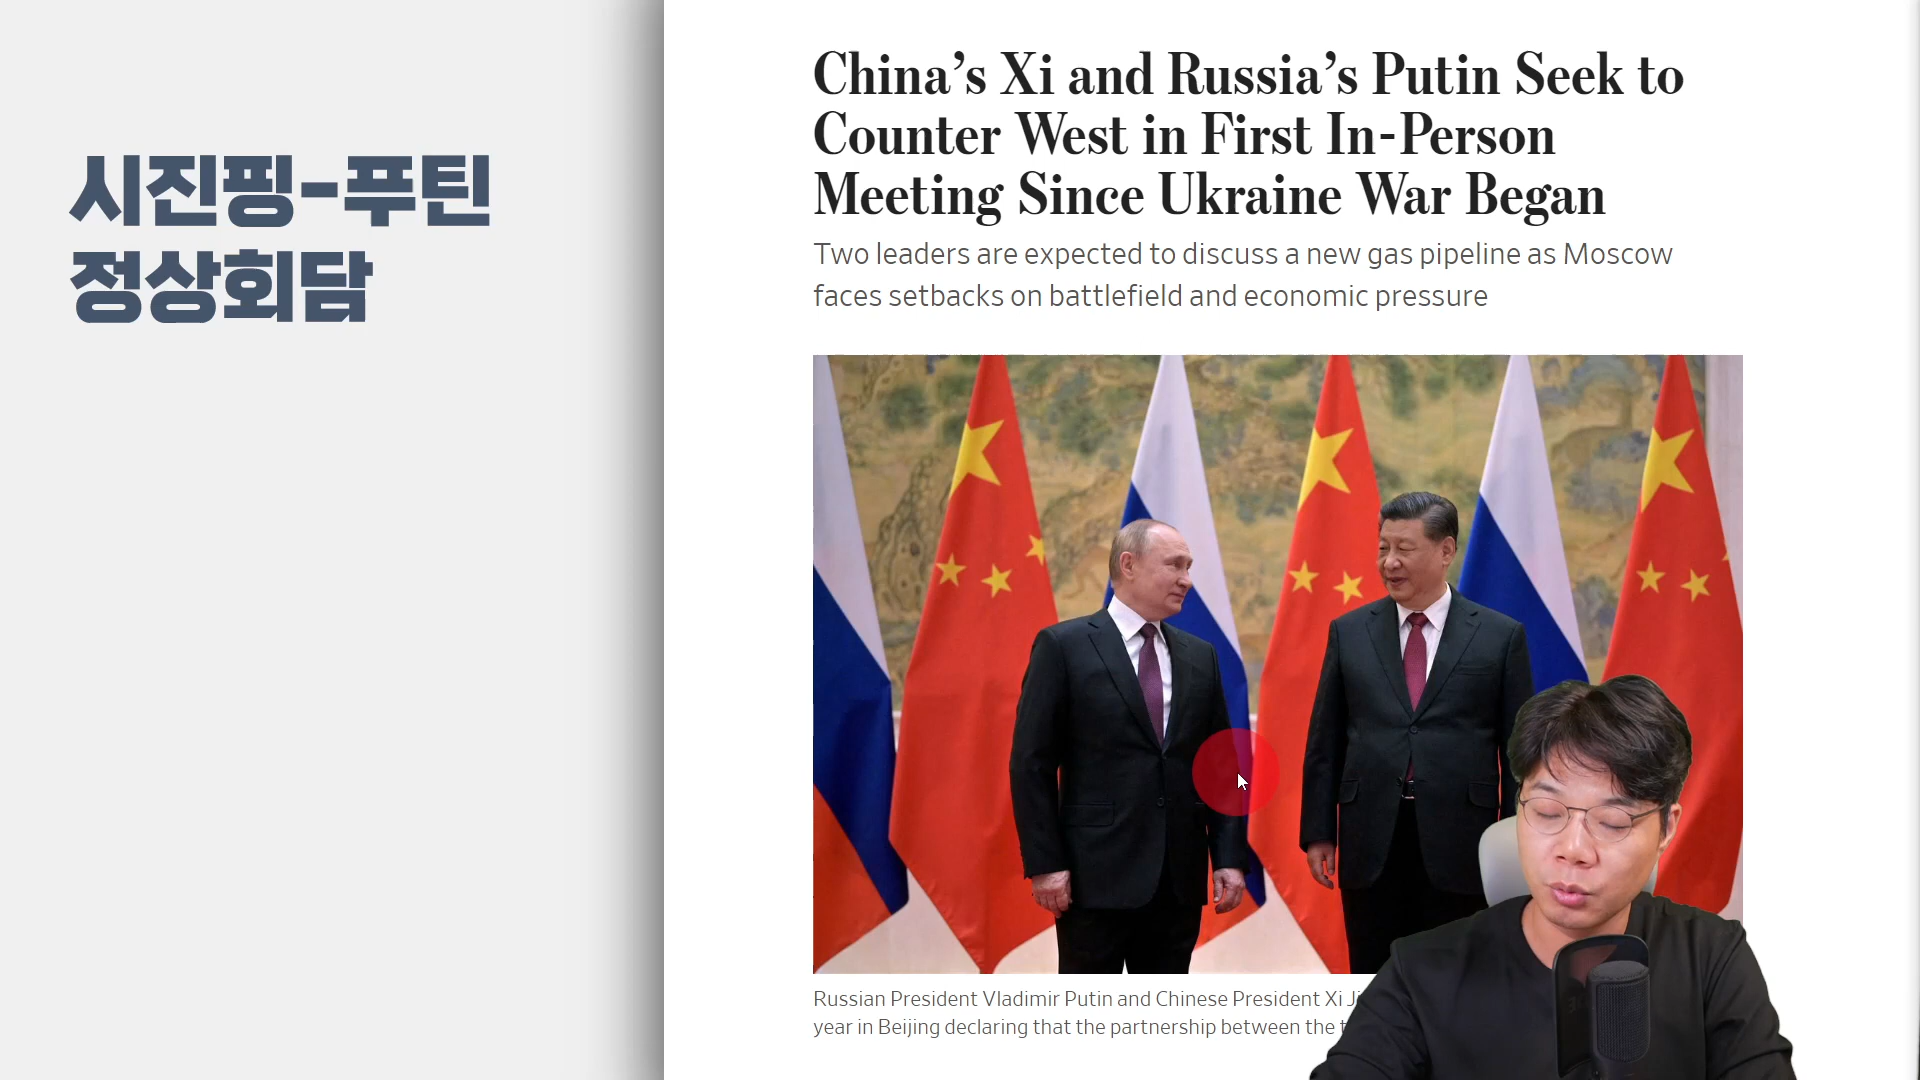 시진핑-푸틴
정상회담
China’s Xi and Russia’s Putin Seek to
Counter West in First In-Person
Meeting Since Ukraine War Began
Two leaders are expected to discuss a new gas pipeline as Moscow
faces setbacks on battlefield and economic pressure
Russian President Vladimir Putin and Chinese President Xi
year in Beijing declaring that the partnership between the